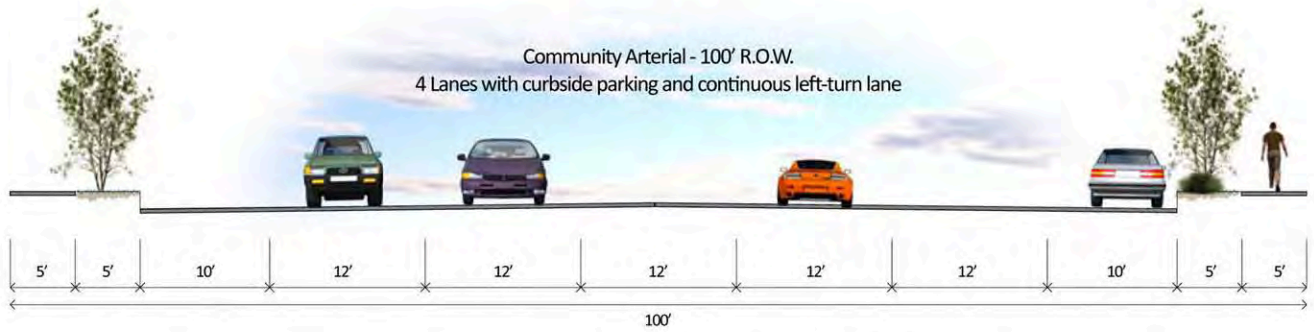 Community Arterial - 100' R.O.W.
4 Lanes with curbside parking and continuous left-turn lane
5' 5' 10' 12' 12' 12' 12' 12' 10' 5' 5'
100'